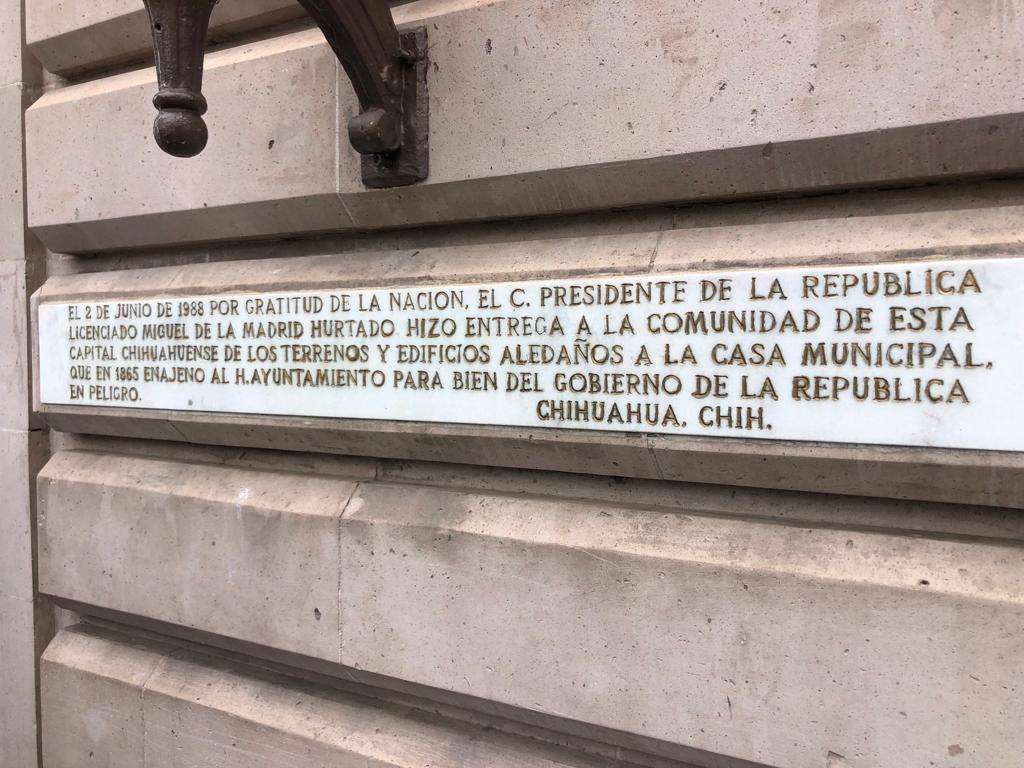 EL 2 DE JUNIO DE 1988 POR GRATITUD DE LA NACION, EL C. PRESIDENTE DE LA REPUBLICA
LICENCIADO MIGUEL DE LA MADRID HURTADO HIZO ENTREGA A LA COMUNIDAD DE ESTA
CAPITAL CHIHUAHUENSE DE LOS TERRENOS Y EDIFICIOS ALEDAÑOS A LA CASA MUNICIPAL,
QUE EN 1865 ENAJENO AL H.AYUNTAMIENTO PARA BIEN DEL GOBIERNO DE LA REPUBLICA
EN PELIGRO.
CHIHUAHUA, CHIH.